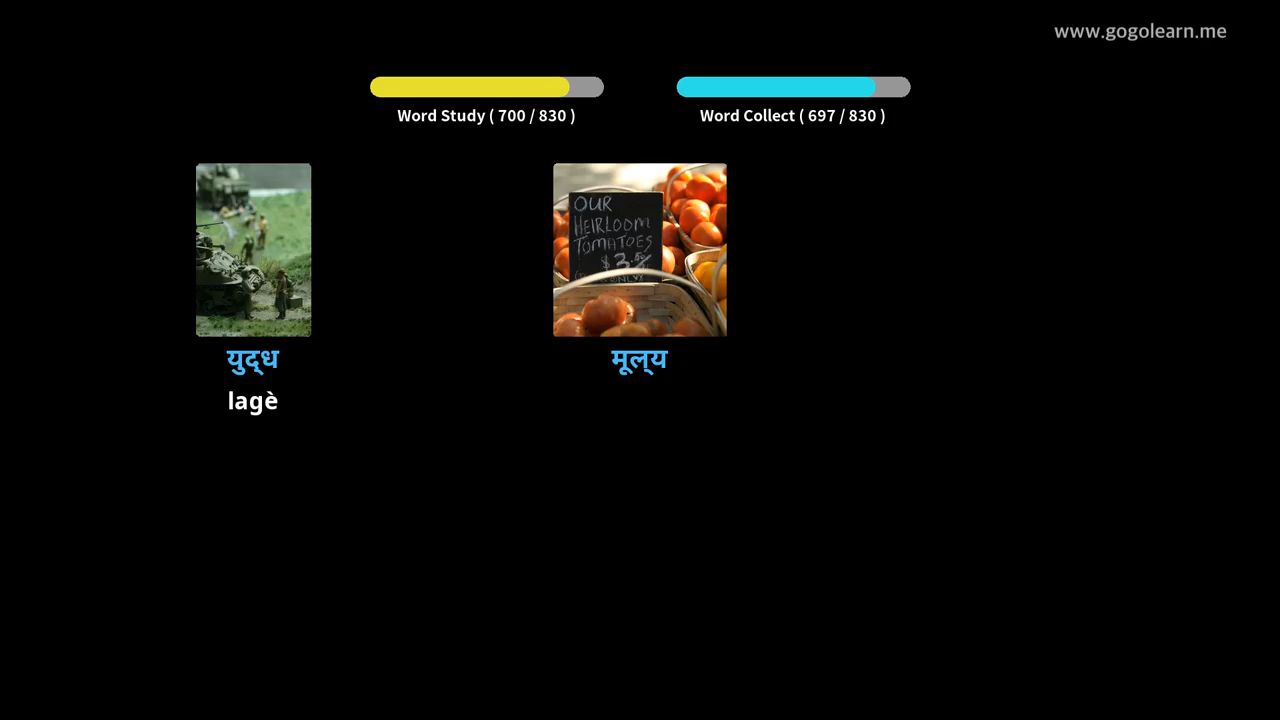 www.gogolearn.me
Word Study ( 700 / 830 )
Word Collect ( 697 / 830 )
OUR
HEIRLOOM
TOMATOES
युद्‌ध
मूल्‌य
lagè